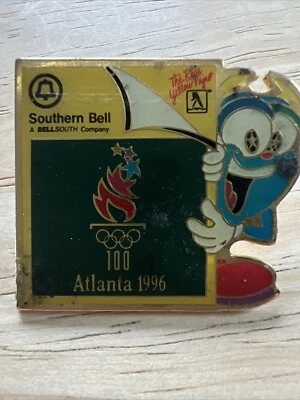 The Real
Yellow Pages
Southern Bell
A BELLSOUTH Company
100
Atlanta 1996